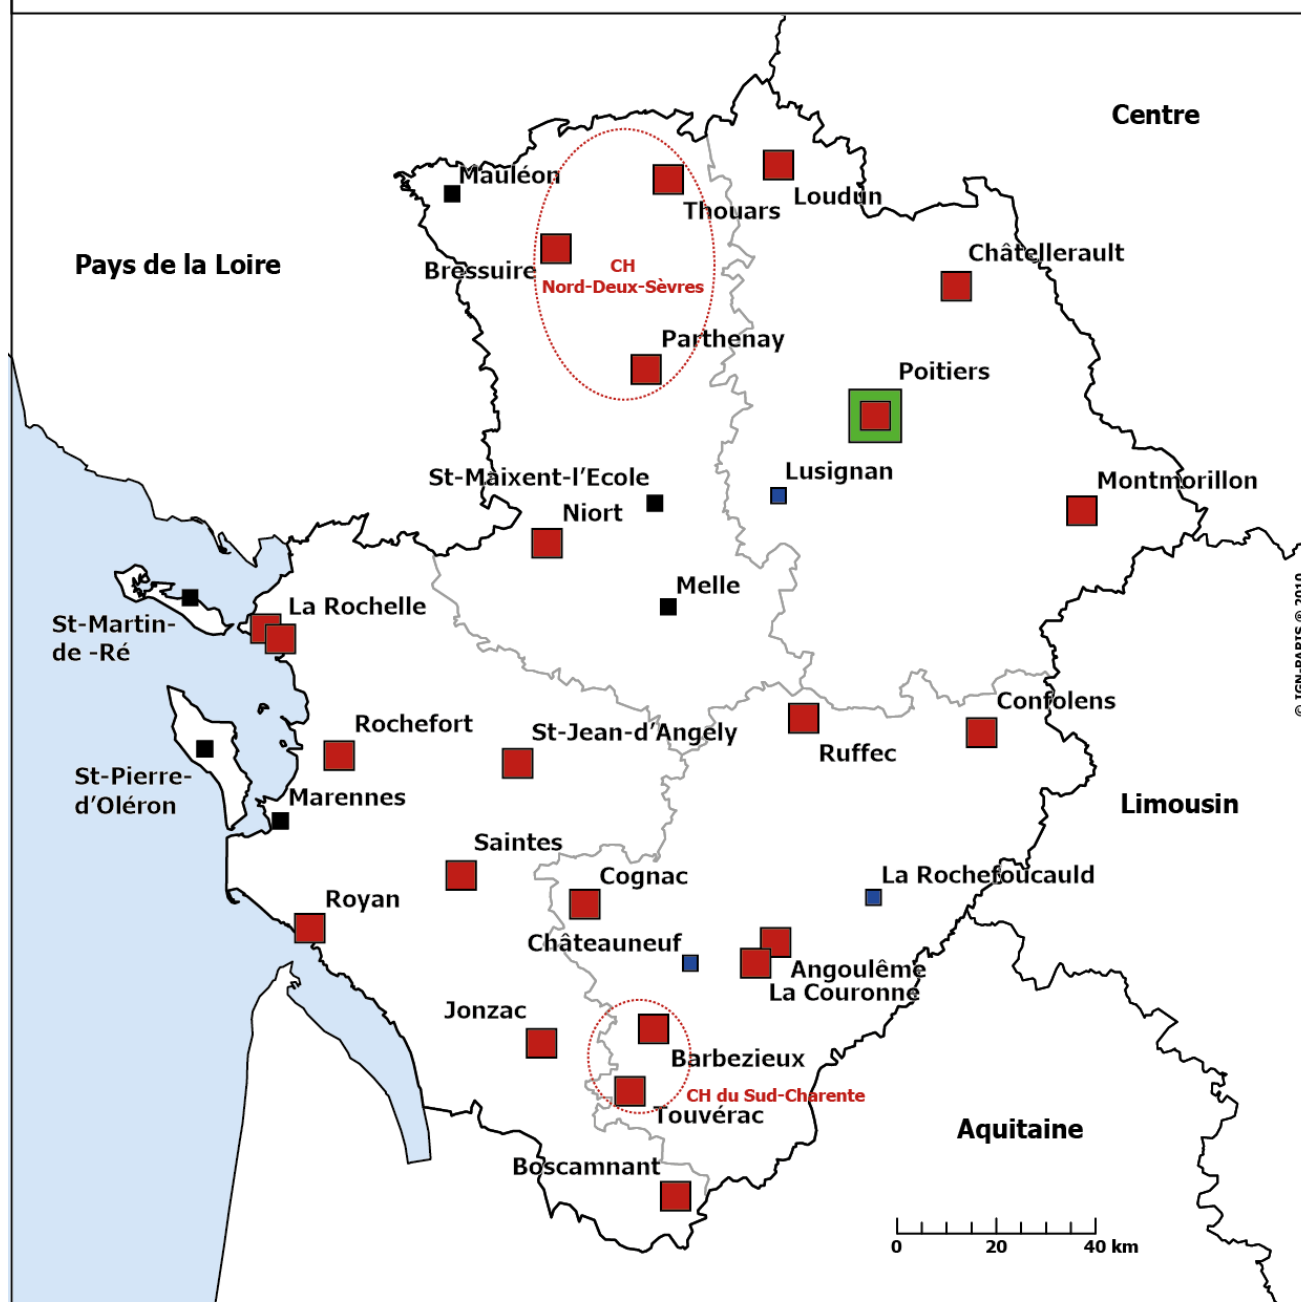 Centre
Mauléon
Thouars
Loudun
Pays de la Loire
Bressuire
CH
Nord-Deux-Sèvres
Châtellerault
Parthenay
Poitiers
St-Maixent-l'Ecole
Lusignan
Montmorillon
Niort
Melle
La Rochelle
St-Martin-
de -Ré
© IGN-PARIS ® 2010
Confolens
Rochefort
St-Jean-d'Angely
Ruffec
St-Pierre-
d'Oléron
Marennes
Limousin
Saintes
Cognac
La Rochefoucauld
Royan
Châteauneuf
Angoulême
La Couronne
Jonzac
Barbezieux
CH du Sud-Charente
Touvérac
Aquitaine
Boscamnant
0 20 40 km